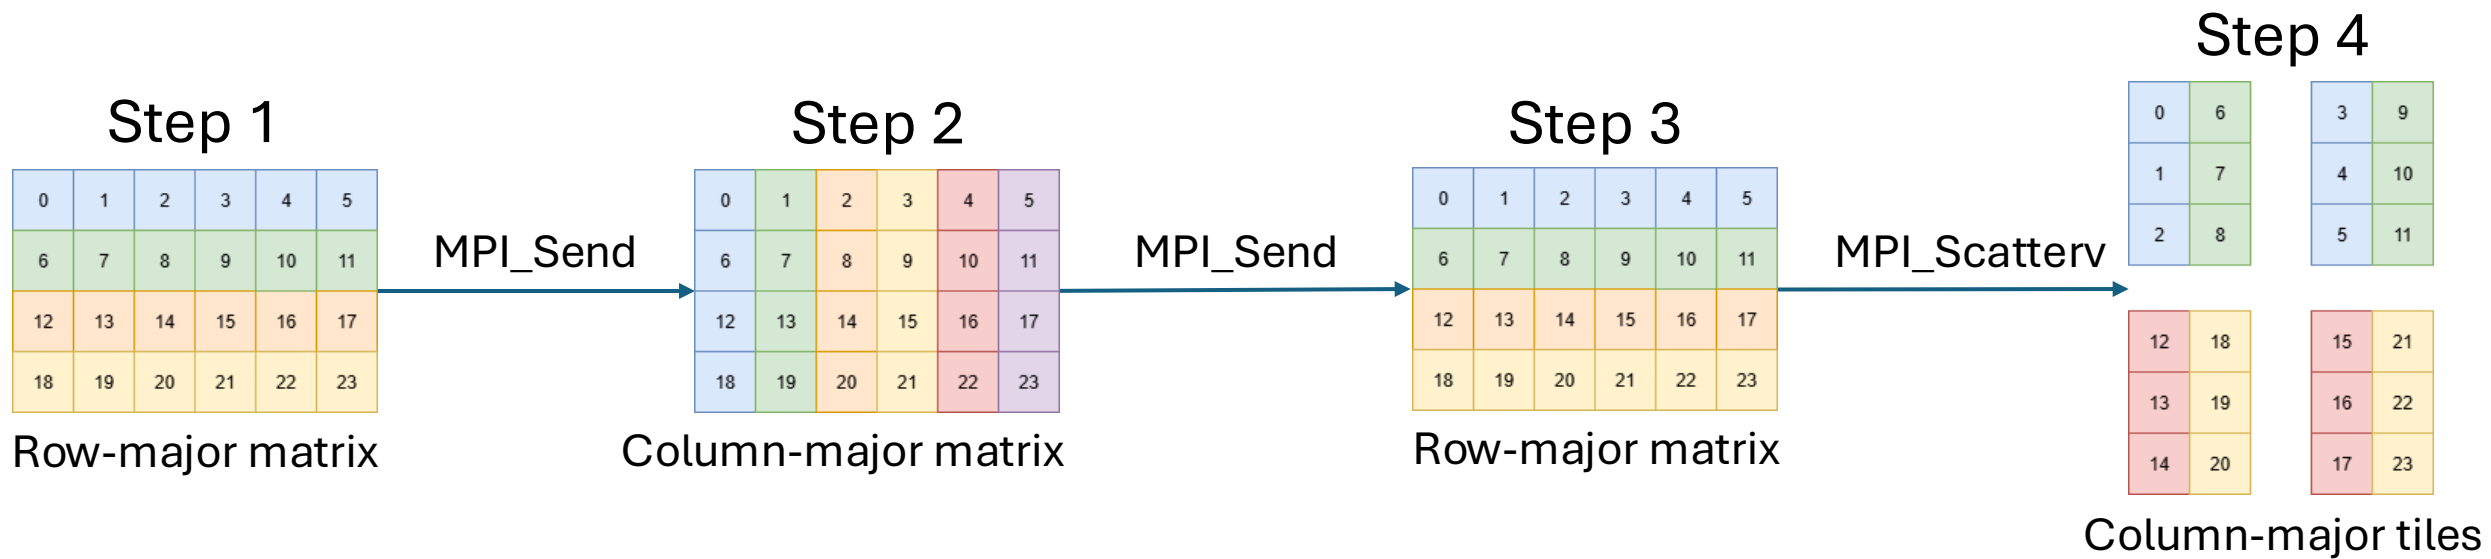 Step 1
0 1 2 3 4 5
6 7 8 9 10 11
12 13 14 15 16 17
18 19 20 21 22 23
Row-major matrix
MPI_Send
Step 2
0 1 2 3 4 5
6 7 8 9 10 11
12 13 14 15 16 17
18 19 20 21 22 23
Column-major matrix
MPI_Send
Step 3
0 1 2 3 4 5
6 7 8 9 10 11
12 13 14 15 16 17
18 19 20 21 22 23
Row-major matrix
MPI_Scatterv
Step 4
0 6
1 7
2 8
3 9
4 10
5 11
12 18
13 19
14 20
15 21
16 22
17 23
Column-major tiles